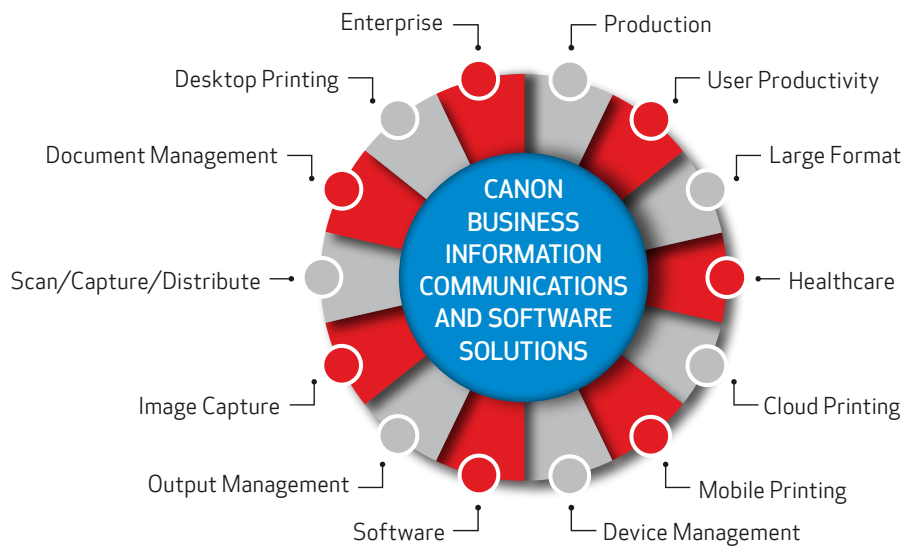 Enterprise
Production
Desktop Printing
User Productivity
Document Management
Large Format
CANON
BUSINESS
INFORMATION
COMMUNICATIONS
AND SOFTWARE
SOLUTIONS
Scan/Capture/Distribute
Healthcare
Image Capture
Cloud Printing
Output Management
Mobile Printing
Software
Device Management